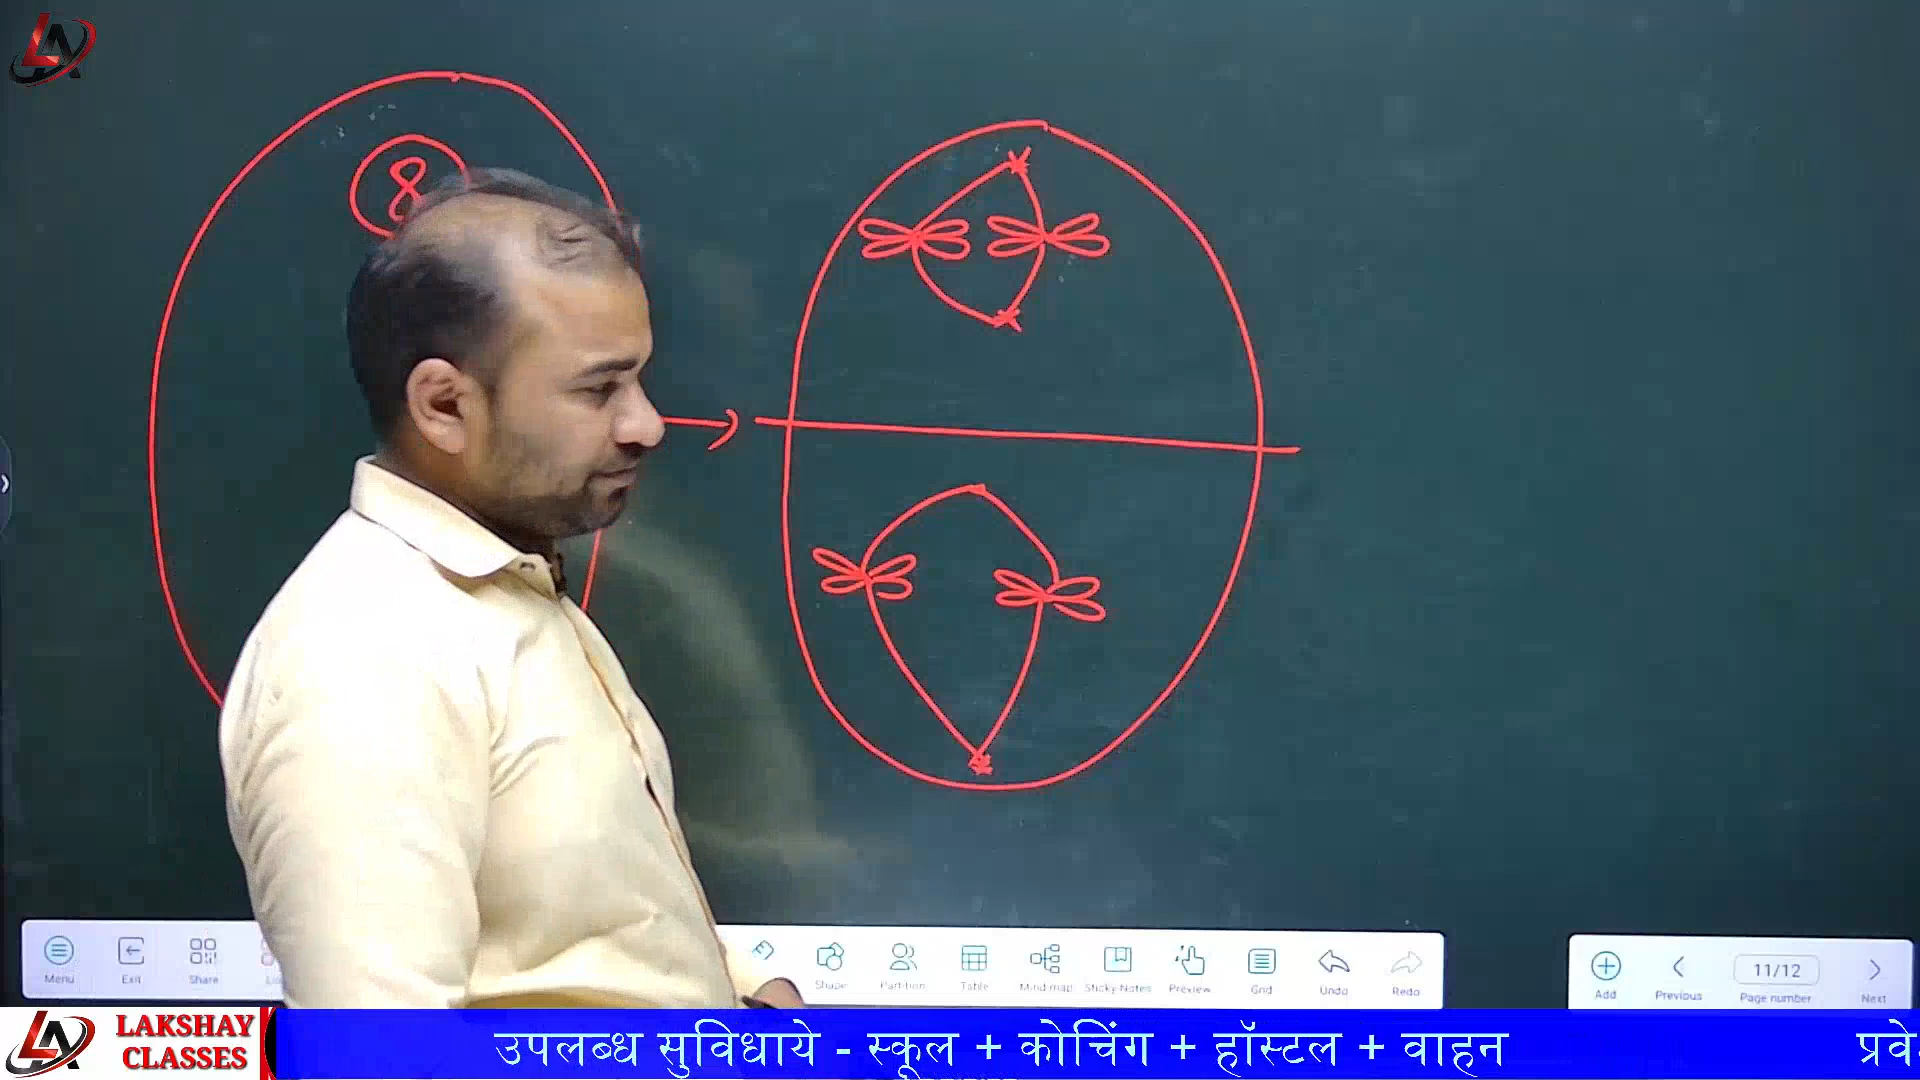 8
Menu
Exit
Share
Shape
Partition
Table
Mind map
Sticky Notes
Preview
Grid
Undo
Redo
Add
Previous
11/12
Page number
Next
LAKSHAY
CLASSES
उपलब्ध सुविधाये - स्कूल + कोचिंग + हॉस्टल + वाहन